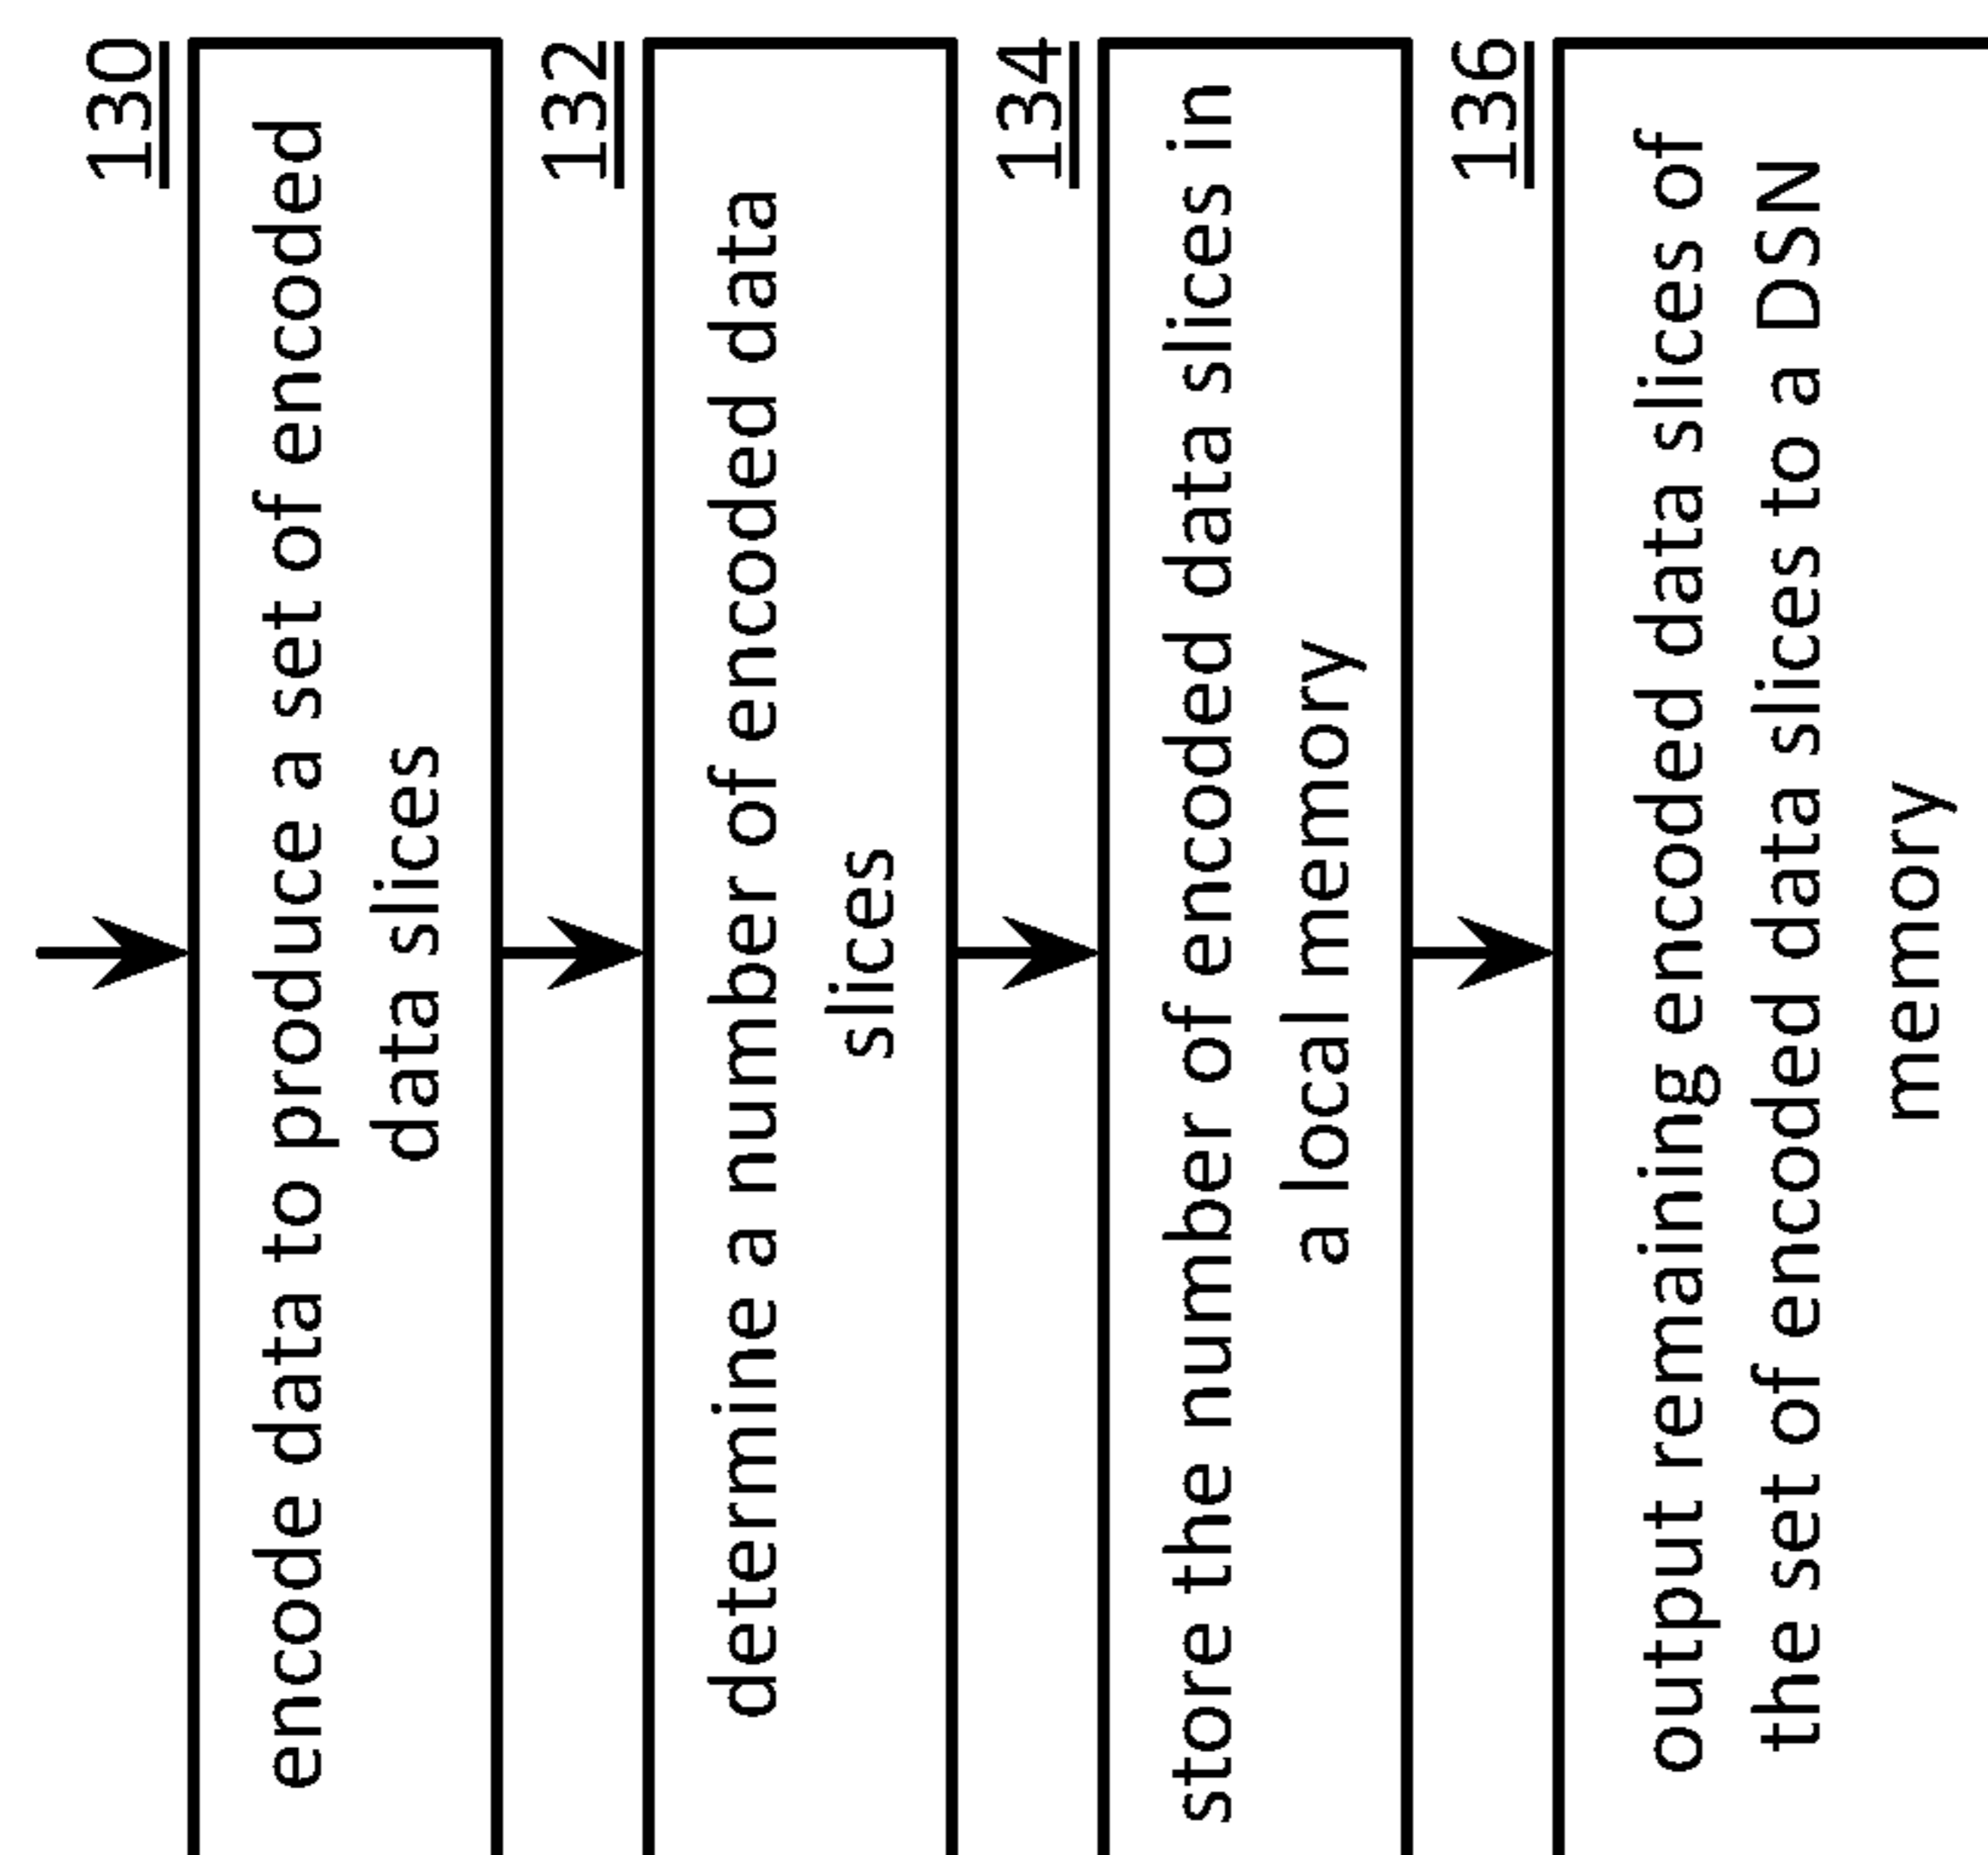 130
encode data to produce a set of encoded
data slices
132
determine a number of encoded data
slices
134
store the number of encoded data slices in
a local memory
136
output remaining encoded data slices of
the set of encoded data slices to a DSN
memory